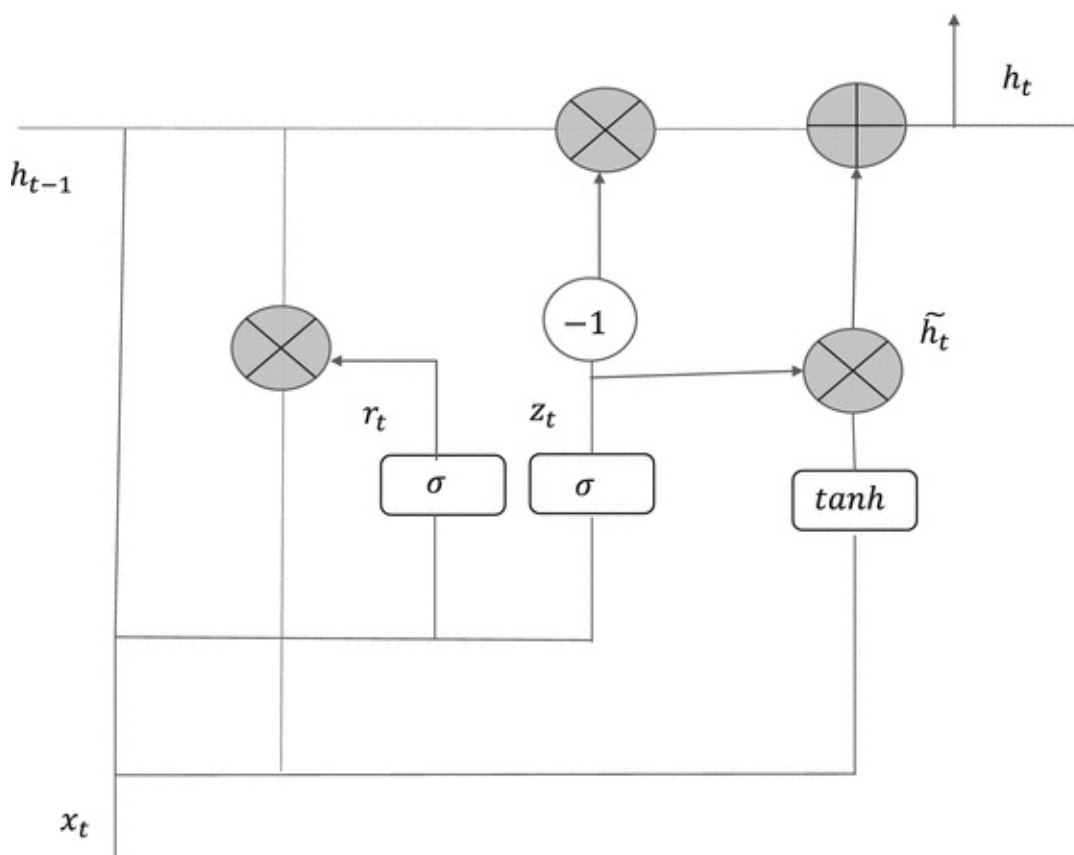 h_t
h_{t-1}
−1
h̃_t
r_t
z_t
σ
σ
tanh
x_t